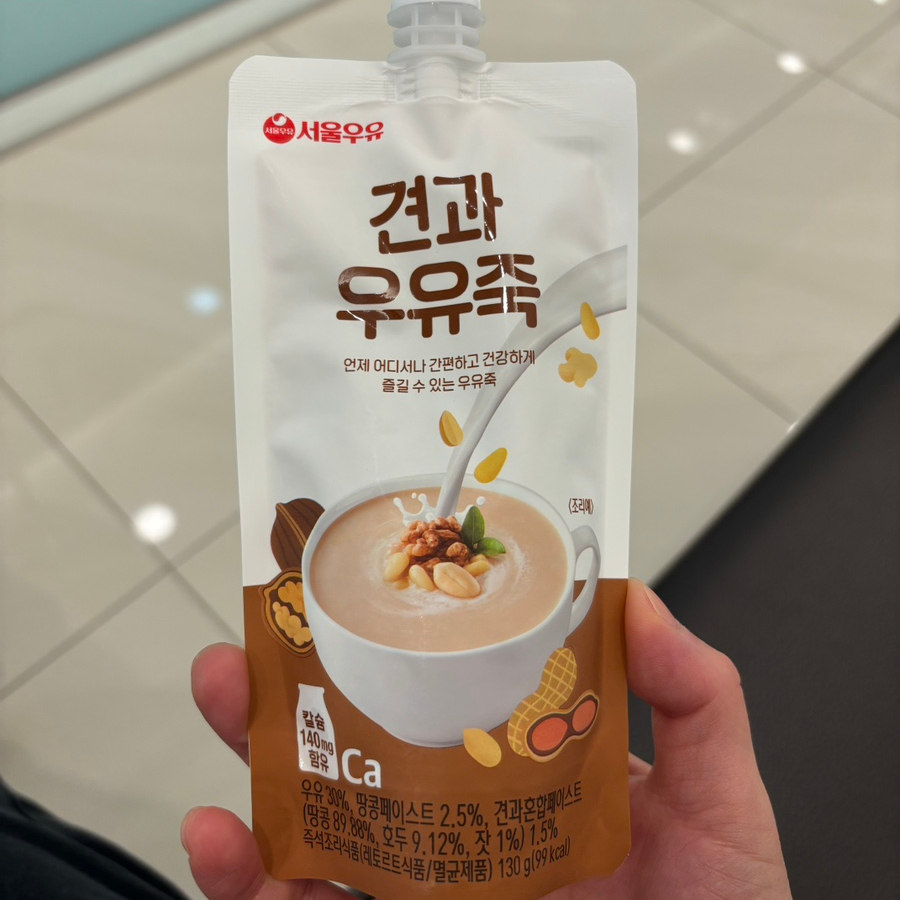 서울우유 서울우유
견과
우유죽
언제 어디서나 간편하고 건강하게
즐길 수 있는 우유죽
(조리예)
칼슘
140mg
함유
Ca
우유 30%, 땅콩페이스트 2.5%, 견과혼합페이스트
(땅콩 89.88%, 호두 9.12%, 잣 1%) 1.5%
즉석조리식품(레토르트식품/멸균제품) 130 g(99 kcal)